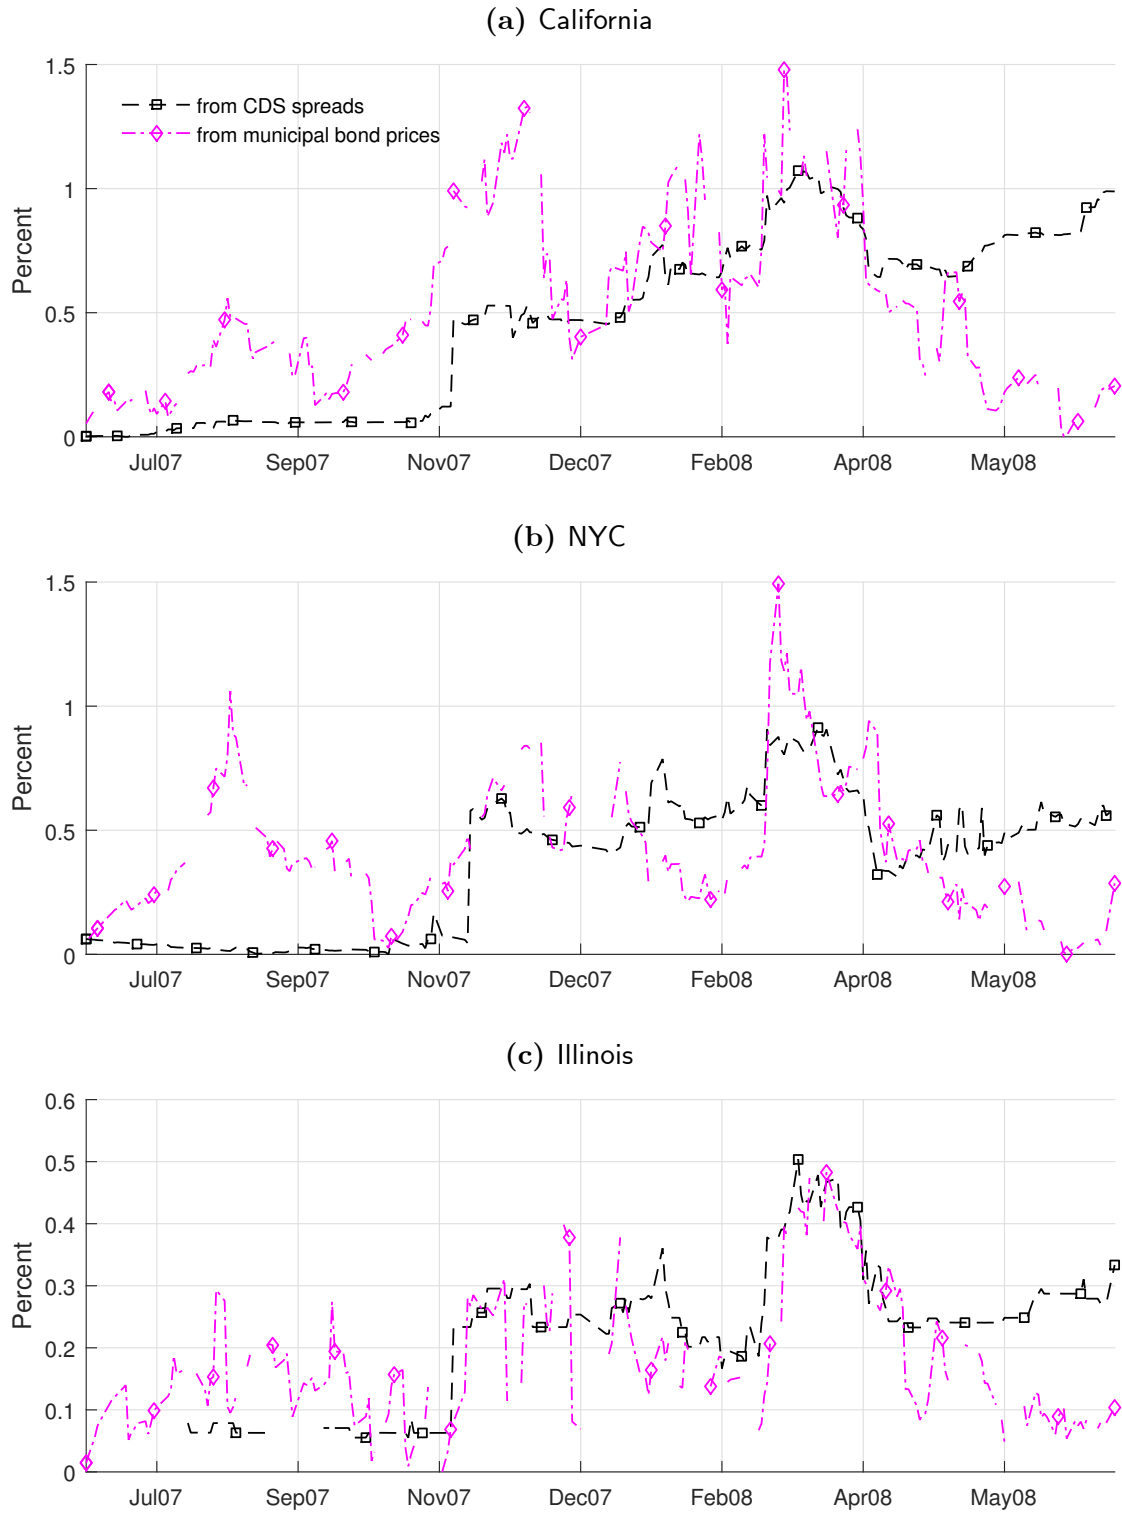 (a) California
1.5
1
0.5
0
Percent
from CDS spreads
from municipal bond prices
Jul07 Sep07 Nov07 Dec07 Feb08 Apr08 May08
(b) NYC
1.5
1
0.5
0
Percent
Jul07 Sep07 Nov07 Dec07 Feb08 Apr08 May08
(c) Illinois
0.6
0.5
0.4
0.3
0.2
0.1
0
Percent
Jul07 Sep07 Nov07 Dec07 Feb08 Apr08 May08